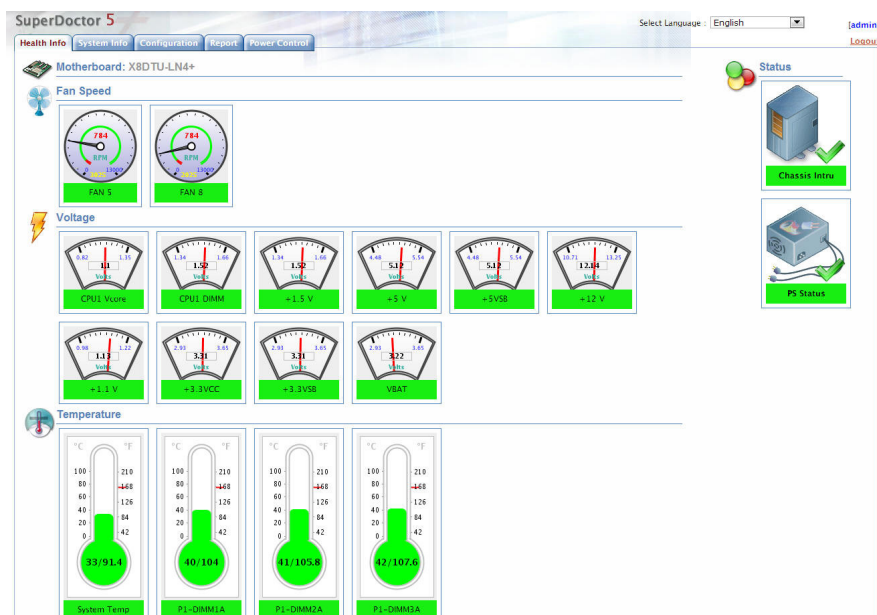 SuperDoctor 5
Select Language : English
[admin
Logou
Health Info System Info Configuration Report Power Control
Motherboard: X8DTU-LN4+
Status
Fan Speed
784 784
RPM RPM
0 13000 0 13000
FAN 5 FAN 8
Chassis Intru
Voltage
0.82 1.35 1.34 1.66 1.34 1.66 4.48 5.54 4.48 5.54 10.71 13.25
1.1 1.52 1.52 5.12 5.12 12.14
Volts Volts Volts Volts Volts Volts
CPU1 Vcore CPU1 DIMM +1.5 V +5 V +5VSB +12 V
PS Status
0.98 1.22 2.93 3.65 2.93 3.65 2.93 3.65
1.13 3.31 3.31 3.22
Volts Volts Volts Volts
+1.1 V +3.3VCC +3.3VSB VBAT
Temperature
°C °F °C °F °C °F °C °F
100 210 100 210 100 210 100 210
80 168 80 168 80 168 80 168
60 126 60 126 60 126 60 126
40 84 40 84 40 84 40 84
20 42 20 42 20 42 20 42
0 0 0 0
33/91.4 40/104 41/105.8 42/107.6
System Temp P1-DIMM1A P1-DIMM2A P1-DIMM3A